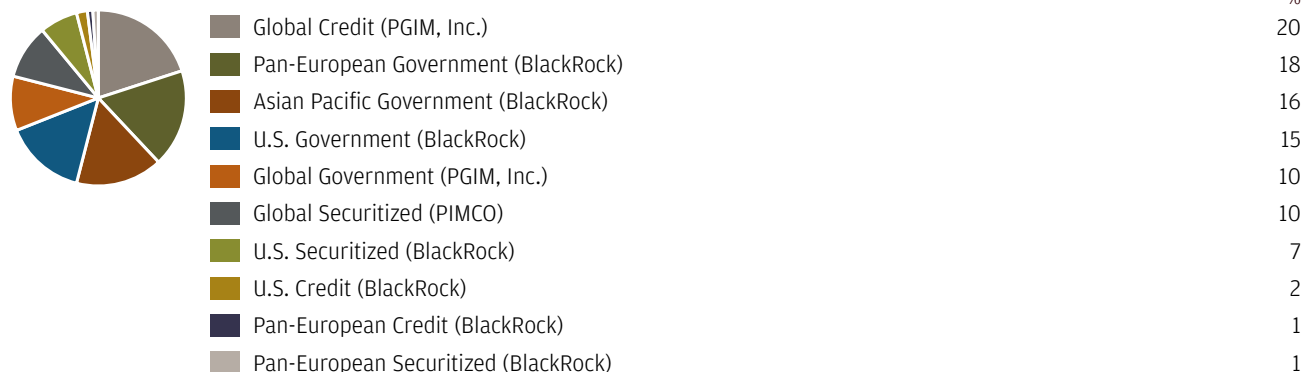 %
Global Credit (PGIM, Inc.) 20
Pan-European Government (BlackRock) 18
Asian Pacific Government (BlackRock) 16
U.S. Government (BlackRock) 15
Global Government (PGIM, Inc.) 10
Global Securitized (PIMCO) 10
U.S. Securitized (BlackRock) 7
U.S. Credit (BlackRock) 2
Pan-European Credit (BlackRock) 1
Pan-European Securitized (BlackRock) 1